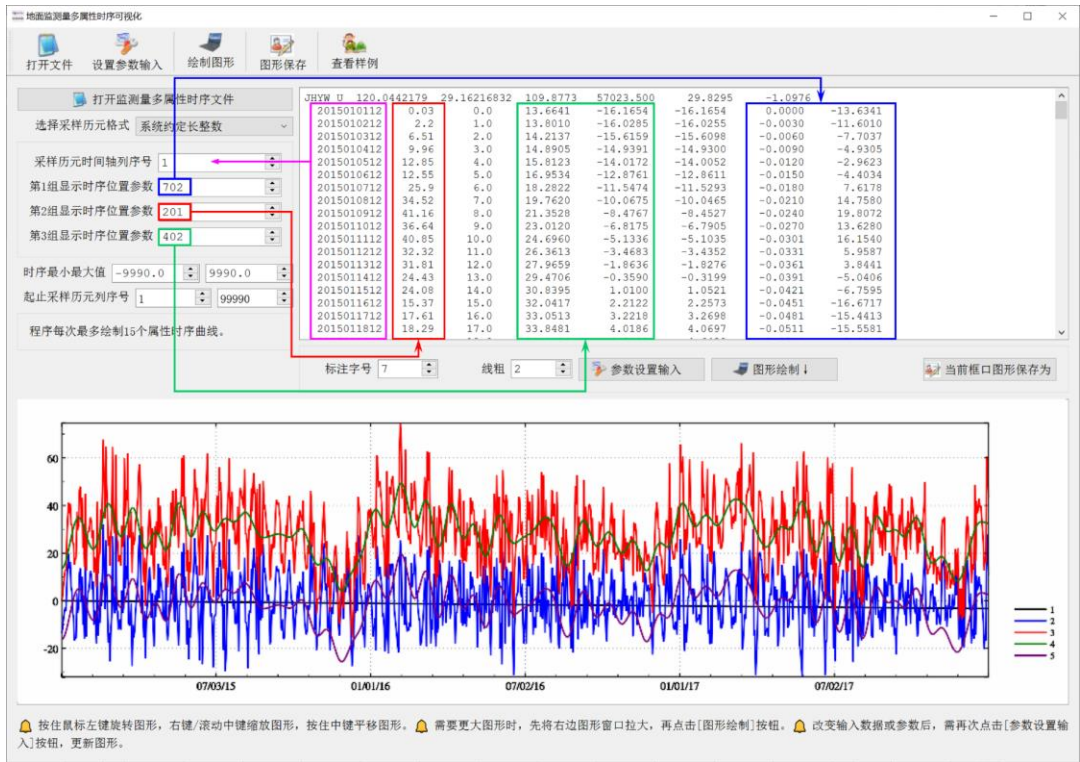 地面监测量多属性时序可视化
打开文件 设置参数输入 绘制图形 图形保存 查看样例
打开监测量多属性时序文件
选择采样历元格式 系统约定长整数
采样历元时间轴列序号 1
第1组显示时序位置参数 702
第2组显示时序位置参数 201
第3组显示时序位置参数 402
时序最小最大值 -9990.0 9990.0
起止采样历元列序号 1 99990
程序每次最多绘制15个属性时序曲线。
JHYW_U 120.0442179 29.16216832 109.8773 57023.500 29.8295 -1.0976
2015010112 0.03 0.0 13.6641 -16.1654 -16.1654 0.0000 -13.6341
2015010212 2.2 1.0 13.8010 -16.0285 -16.0255 -0.0030 -11.6010
2015010312 6.51 2.0 14.2137 -15.6159 -15.6098 -0.0060 -7.7037
2015010412 9.96 3.0 14.8905 -14.9391 -14.9300 -0.0090 -4.9305
2015010512 12.85 4.0 15.8123 -14.0172 -14.0052 -0.0120 -2.9623
2015010612 12.55 5.0 16.9534 -12.8761 -12.8611 -0.0150 -4.4034
2015010712 25.9 6.0 18.2822 -11.5474 -11.5293 -0.0180 7.6178
2015010812 34.52 7.0 19.7620 -10.0675 -10.0465 -0.0210 14.7580
2015010912 41.16 8.0 21.3528 -8.4767 -8.4527 -0.0240 19.8072
2015011012 36.64 9.0 23.0120 -6.8175 -6.7905 -0.0270 13.6280
2015011112 40.85 10.0 24.6960 -5.1336 -5.1035 -0.0301 16.1540
2015011212 32.32 11.0 26.3613 -3.4683 -3.4352 -0.0331 5.9587
2015011312 31.81 12.0 27.9659 -1.8636 -1.8276 -0.0361 3.8441
2015011412 24.43 13.0 29.4706 -0.3590 -0.3199 -0.0391 -5.0406
2015011512 24.08 14.0 30.8395 1.0100 1.0521 -0.0421 -6.7595
2015011612 15.37 15.0 32.0417 2.2122 2.2573 -0.0451 -16.6717
2015011712 17.61 16.0 33.0513 3.2218 3.2698 -0.0481 -15.4413
2015011812 18.29 17.0 33.8481 4.0186 4.0697 -0.0511 -15.5581
标注字号 7 线粗 2 参数设置输入 图形绘制↓ 当前框口图形保存为
60
40
20
0
-20
07/03/15 01/01/16 07/02/16 01/01/17 07/02/17
1
2
3
4
5
按住鼠标左键旋转图形，右键/滚动中键缩放图形，按住中键平移图形。 需要更大图形时，先将右边图形窗口拉大，再点击[图形绘制]按钮。 改变输入数据或参数后，需再次点击[参数设置输
入]按钮，更新图形。